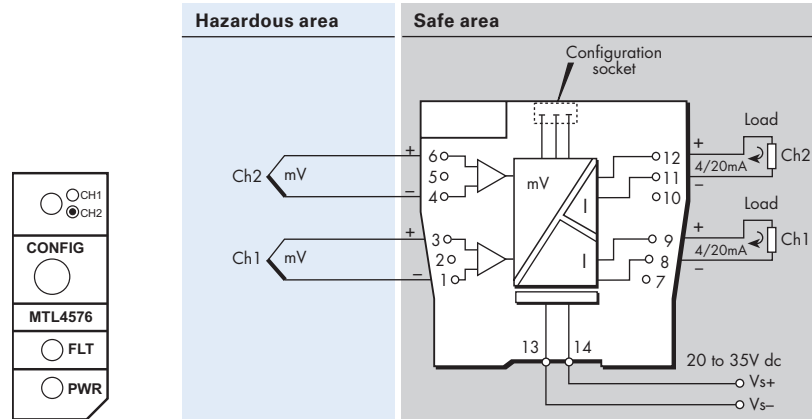 Hazardous area
Safe area
Configuration
socket
Load
+
12
Ch2
+
6
Ch2
mV
5
mV
11
4/20mA
–
4
I
10
–
CH1
CH2
Load
CONFIG
+
3
+
9
Ch1
Ch1
mV
2
I
8
4/20mA
–
1
7
–
MTL4576
FLT
13
14
20 to 35V dc
PWR
Vs+
Vs–